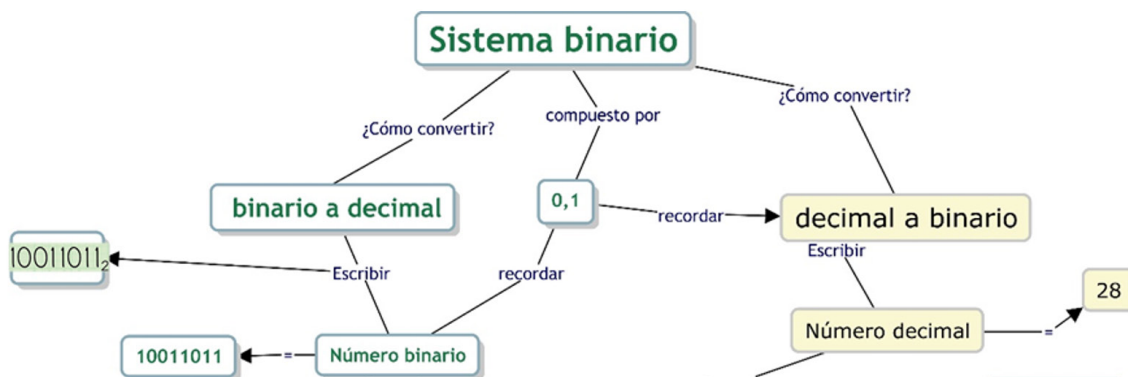 Sistema binario
¿Cómo convertir?
compuesto por
¿Cómo convertir?
binario a decimal
0,1
recordar
decimal a binario
10011011₂
Escribir
recordar
Escribir
28
10011011
=
Número binario
Número decimal
=